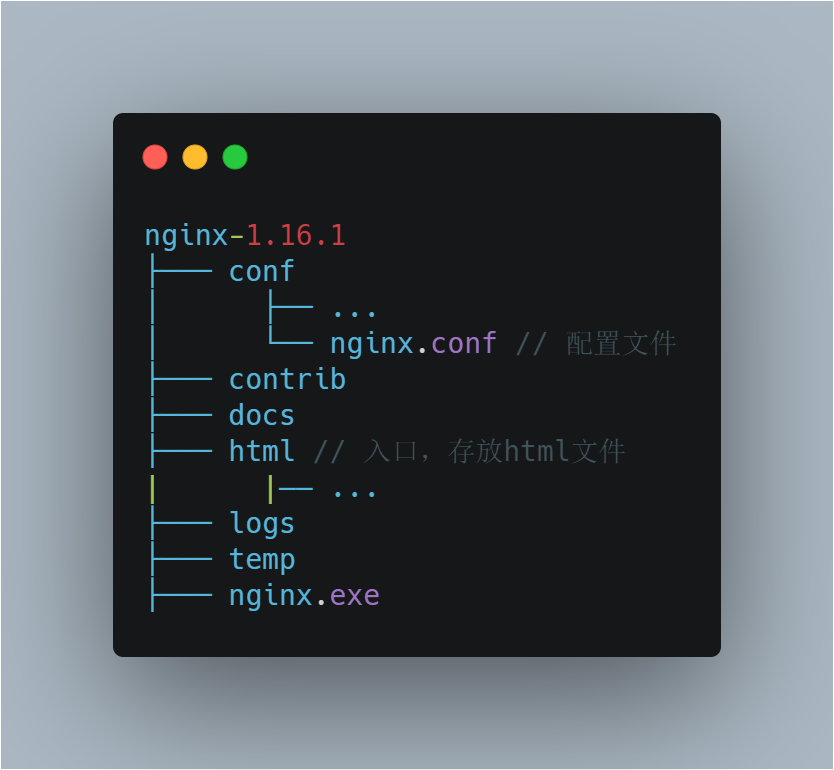 nginx-1.16.1
├── conf
│      ├── ...
│      └── nginx.conf // 配置文件
├── contrib
├── docs
├── html // 入口，存放html文件
|      |── ...
├── logs
├── temp
├── nginx.exe